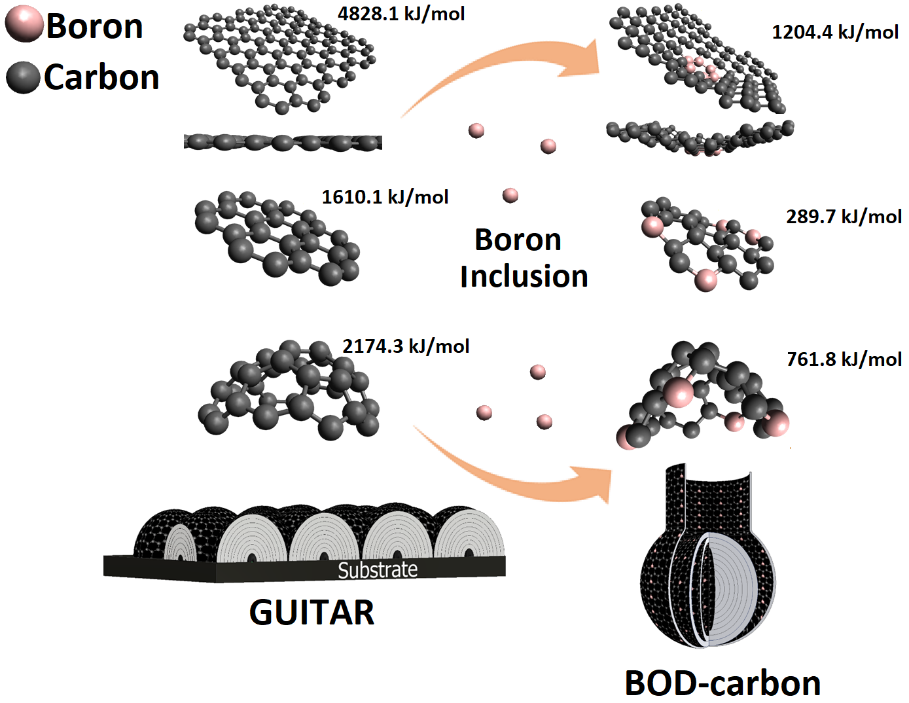 Boron
Carbon
4828.1 kJ/mol
1204.4 kJ/mol
1610.1 kJ/mol
289.7 kJ/mol
Boron
Inclusion
2174.3 kJ/mol
761.8 kJ/mol
Substrate
GUITAR
BOD-carbon